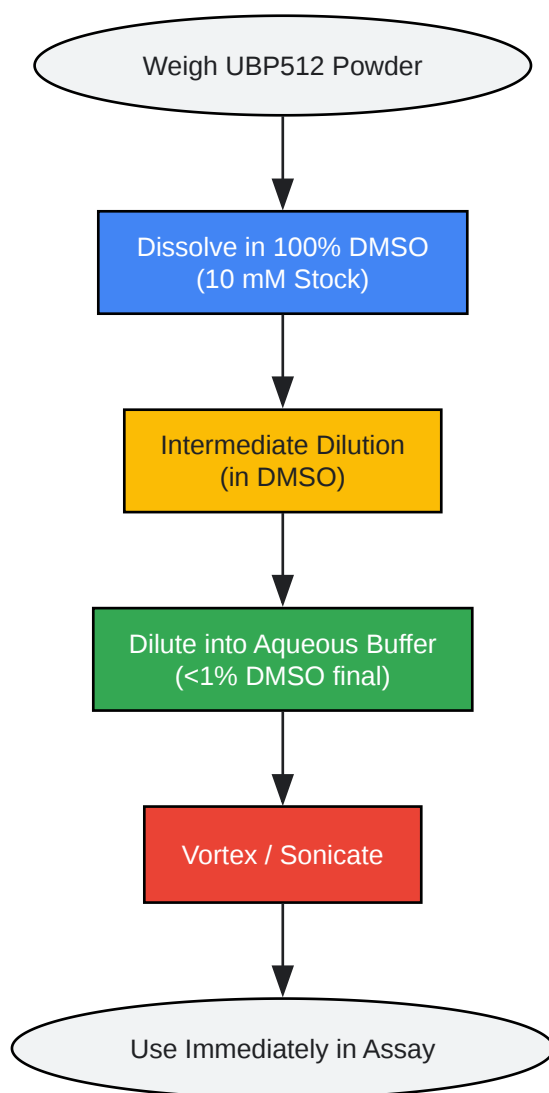 Weigh UBP512 Powder
Dissolve in 100% DMSO
(10 mM Stock)
Intermediate Dilution
(in DMSO)
Dilute into Aqueous Buffer
(<1% DMSO final)
Vortex / Sonicate
Use Immediately in Assay